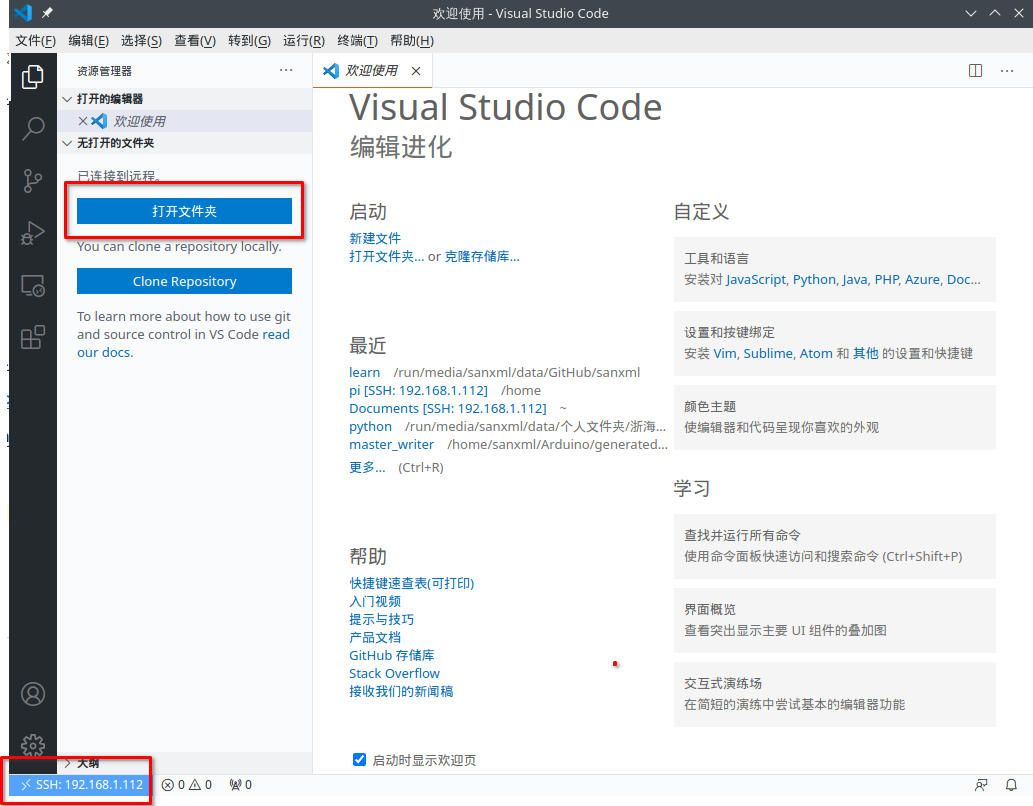 欢迎使用 - Visual Studio Code
文件(F) 编辑(E) 选择(S) 查看(V) 转到(G) 运行(R) 终端(T) 帮助(H)
资源管理器
打开的编辑器
欢迎使用
无打开的文件夹
已连接到远程。
打开文件夹
You can clone a repository locally.
Clone Repository
To learn more about how to use git
and source control in VS Code read
our docs.
大纲
欢迎使用
Visual Studio Code
编辑进化
启动
新建文件
打开文件夹... or 克隆存储库...
最近
learn /run/media/sanxml/data/GitHub/sanxml
pi [SSH: 192.168.1.112] /home
Documents [SSH: 192.168.1.112] ~
python /run/media/sanxml/data/个人文件夹/浙海...
master_writer /home/sanxml/Arduino/generated...
更多... (Ctrl+R)
帮助
快捷键速查表(可打印)
入门视频
提示与技巧
产品文档
GitHub 存储库
Stack Overflow
接收我们的新闻稿
启动时显示欢迎页
自定义
工具和语言
安装对 JavaScript, Python, Java, PHP, Azure, Doc...
设置和按键绑定
安装 Vim, Sublime, Atom 和 其他 的设置和快捷键
颜色主题
使编辑器和代码呈现你喜欢的外观
学习
查找并运行所有命令
使用命令面板快速访问和搜索命令 (Ctrl+Shift+P)
界面概览
查看突出显示主要 UI 组件的叠加图
交互式演练场
在简短的演练中尝试基本的编辑器功能
SSH: 192.168.1.112 0 0 0